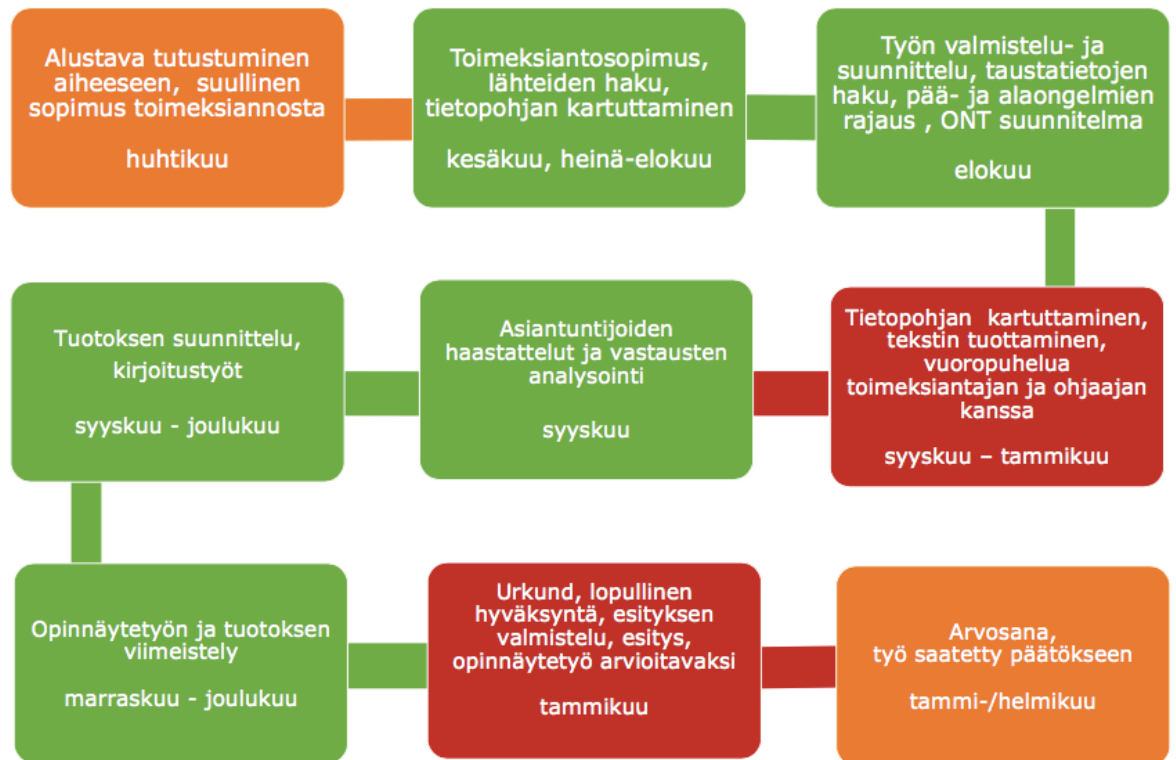 Alustava tutustuminen
aiheeseen, suullinen
sopimus toimeksiannosta
huhtikuu
Toimeksiantosopimus,
lähteiden haku,
tietopohjan kartuttaminen
kesäkuu, heinä-elokuu
Työn valmistelu- ja
suunnittelu, taustatietojen
haku, pää- ja alaongelmien
rajaus , ONT suunnitelma
elokuu
Tietopohjan kartuttaminen,
tekstin tuottaminen,
vuoropuhelua
toimeksiantajan ja ohjaajan
kanssa
syyskuu – tammikuu
Asiantuntijoiden
haastattelut ja vastausten
analysointi
syyskuu
Tuotoksen suunnittelu,
kirjoitustyöt
syyskuu - joulukuu
Opinnäytetyön ja tuotoksen
viimeistely
marraskuu - joulukuu
Urkund, lopullinen
hyväksyntä, esityksen
valmistelu, esitys,
opinnäytetyö arvioitavaksi
tammikuu
Arvosana,
työ saatettu päätökseen
tammi-/helmikuu